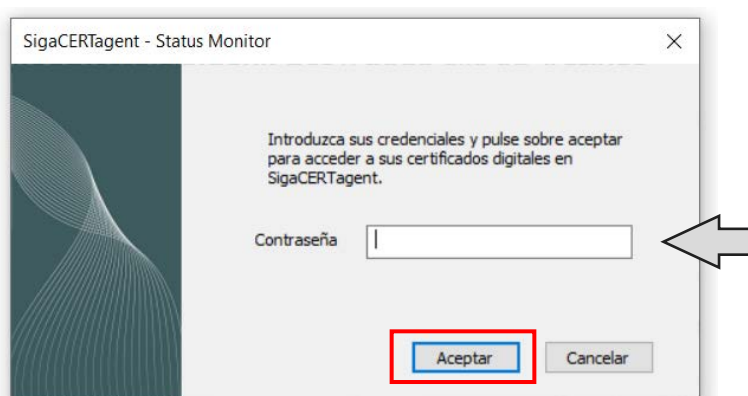 SigaCERTagent - Status Monitor
Introduzca sus credenciales y pulse sobre aceptar
para acceder a sus certificados digitales en
SigaCERTagent.
Contraseña
Aceptar
Cancelar